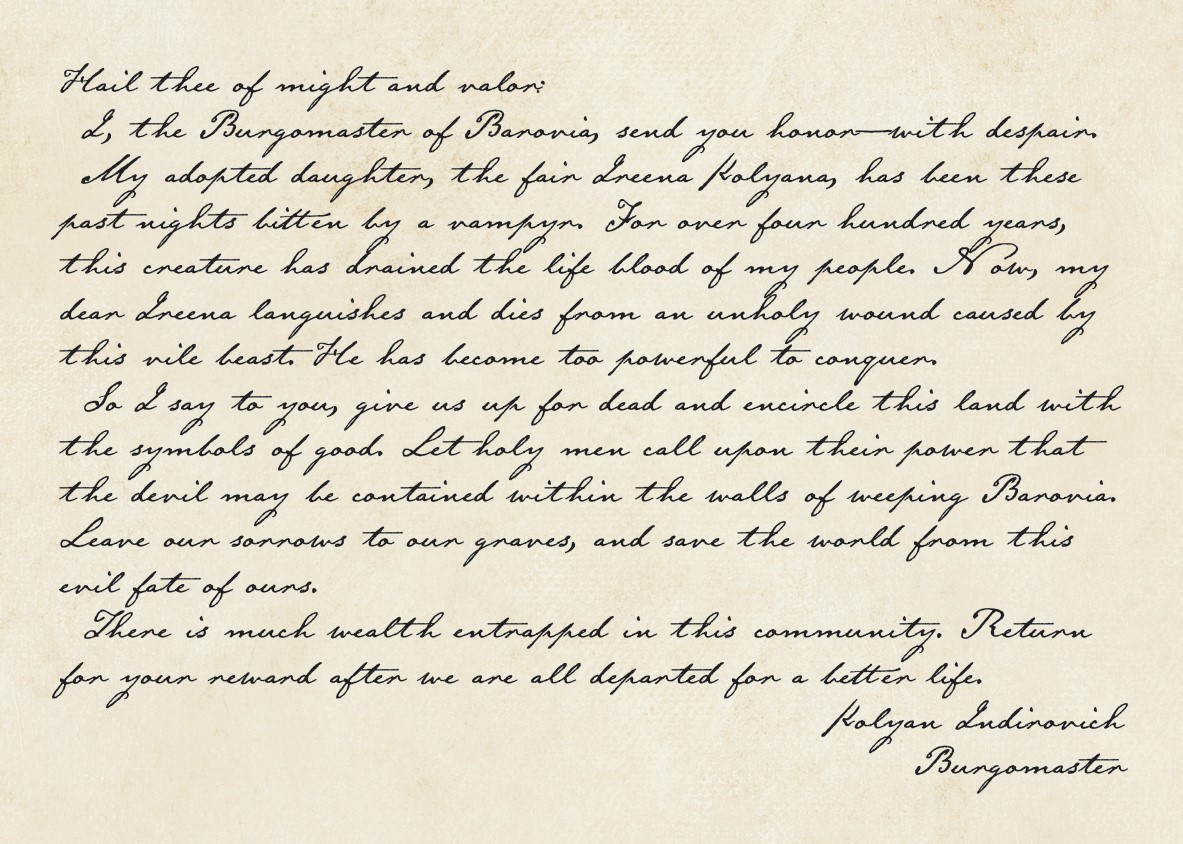 Hail thee of might and valor:
I, the Burgomaster of Barovia, send you honor—with despair.
My adopted daughter, the fair Ireena Kolyana, has been these
past nights bitten by a vampyr. For over four hundred years,
this creature has drained the life blood of my people. Now, my
dear Ireena languishes and dies from an unholy wound caused by
this vile beast. He has become too powerful to conquer.
So I say to you, give us up for dead and encircle this land with
the symbols of good. Let holy men call upon their power that
the devil may be contained within the walls of weeping Barovia.
Leave our sorrows to our graves, and save the world from this
evil fate of ours.
There is much wealth entrapped in this community. Return
for your reward after we are all departed for a better life.
Kolyan Indirovich
Burgomaster